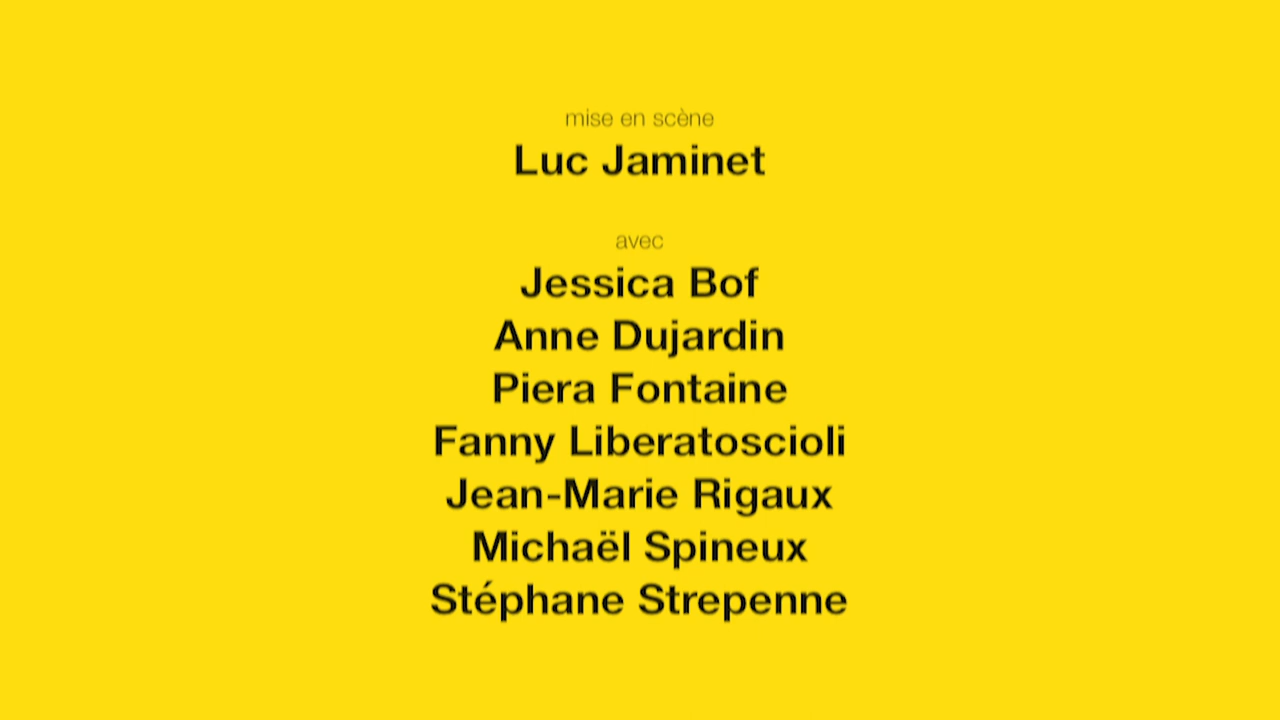 mise en scène
Luc Jaminet
avec
Jessica Bof
Anne Dujardin
Piera Fontaine
Fanny Liberatoscioli
Jean-Marie Rigaux
Michaël Spineux
Stéphane Strepenne